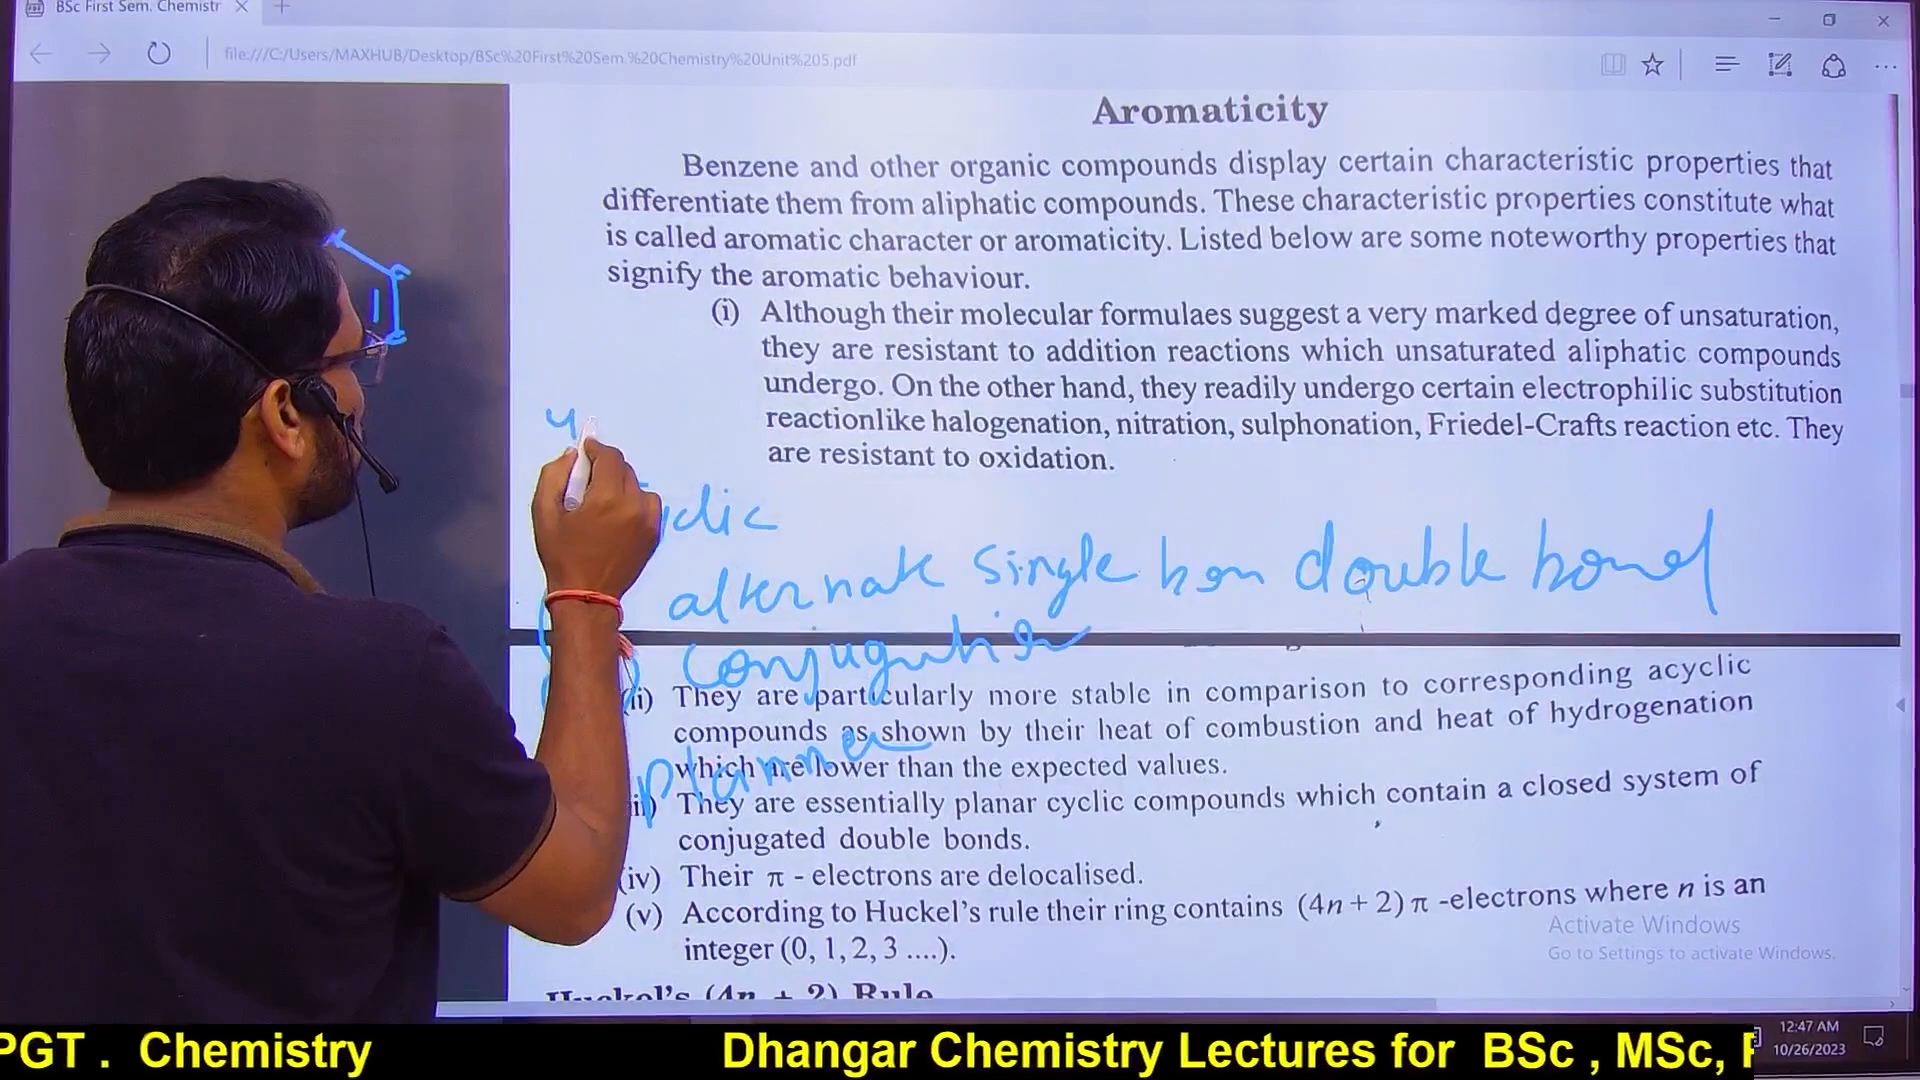 BSc First Sem. Chemistr
file:///C:/Users/MAXHUB/Desktop/BSc%20First%20Sem.%20Chemistry%20Unit%205.pdf
Aromaticity
Benzene and other organic compounds display certain characteristic properties that
differentiate them from aliphatic compounds. These characteristic properties constitute what
is called aromatic character or aromaticity. Listed below are some noteworthy properties that
signify the aromatic behaviour.
(i) Although their molecular formulaes suggest a very marked degree of unsaturation,
they are resistant to addition reactions which unsaturated aliphatic compounds
undergo. On the other hand, they readily undergo certain electrophilic substitution
reactionlike halogenation, nitration, sulphonation, Friedel-Crafts reaction etc. They
are resistant to oxidation.
4
alternate single bon double bond
conjugation
(ii) They are particularly more stable in comparison to corresponding acyclic
compounds as shown by their heat of combustion and heat of hydrogenation
which are lower than the expected values.
planner
They are essentially planar cyclic compounds which contain a closed system of
conjugated double bonds.
(iv) Their π - electrons are delocalised.
(v) According to Huckel's rule their ring contains (4n + 2) π -electrons where n is an
integer (0, 1, 2, 3 ....).
Huckel's (4n + 2) Rule
Activate Windows
Go to Settings to activate Windows.
12:47 AM
10/26/2023
PGT . Chemistry Dhangar Chemistry Lectures for BSc , MSc,